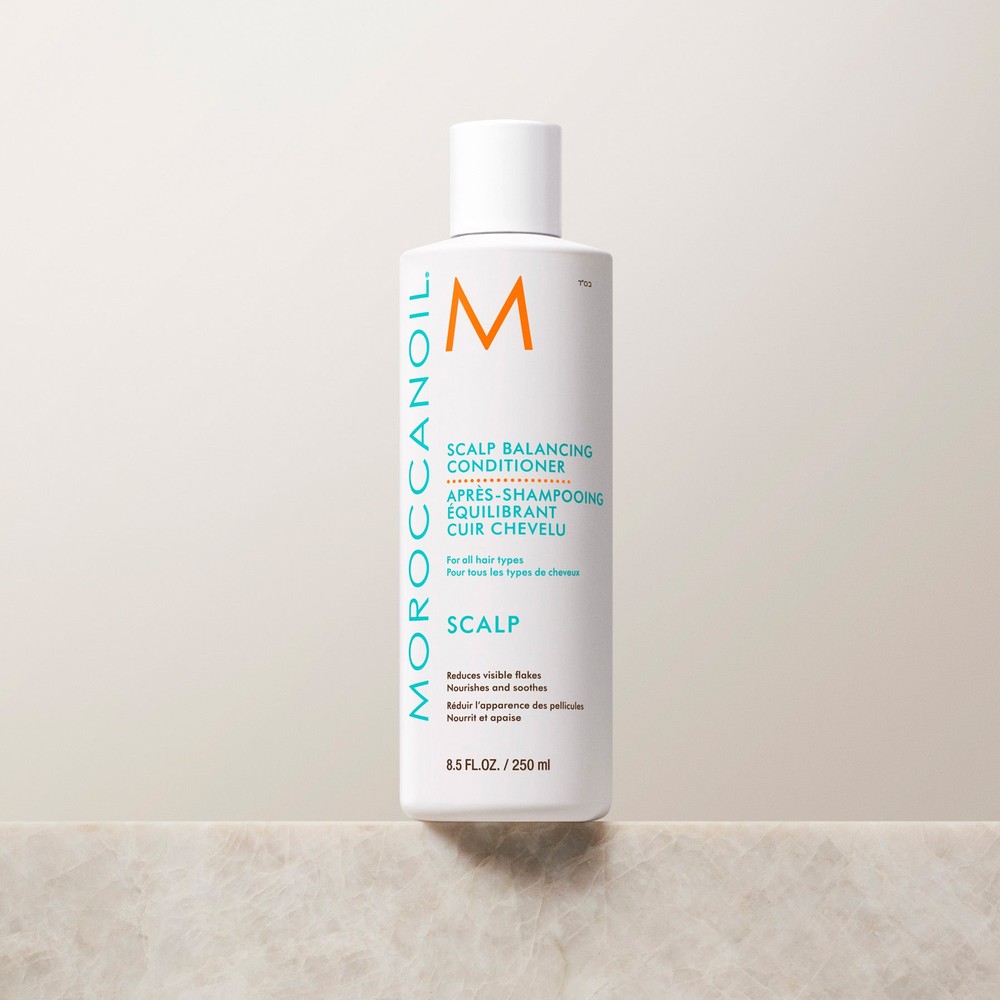 MOROCCANOIL.
M
SCALP BALANCING
CONDITIONER
APRÈS-SHAMPOOING
ÉQUILIBRANT
CUIR CHEVELU
For all hair types
Pour tous les types de cheveux
SCALP
Reduces visible flakes
Nourishes and soothes
Réduir l'apparence des pellicules
Nourrit et apaise
8.5 FL.OZ. / 250 ml